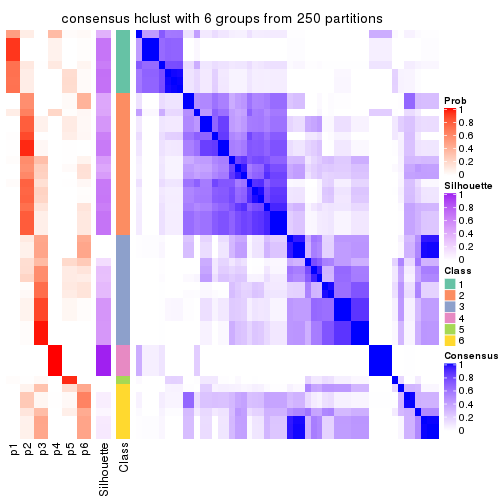 consensus hclust with 6 groups from 250 partitions
Prob
1
0.8
0.6
0.4
0.2
0
Silhouette
1
0.8
0.6
0.4
0.2
0
Class
1
2
3
4
5
6
Consensus
1
0.8
0.6
0.4
0.2
0
p1
p2
p3
p4
p5
p6
Silhouette
Class